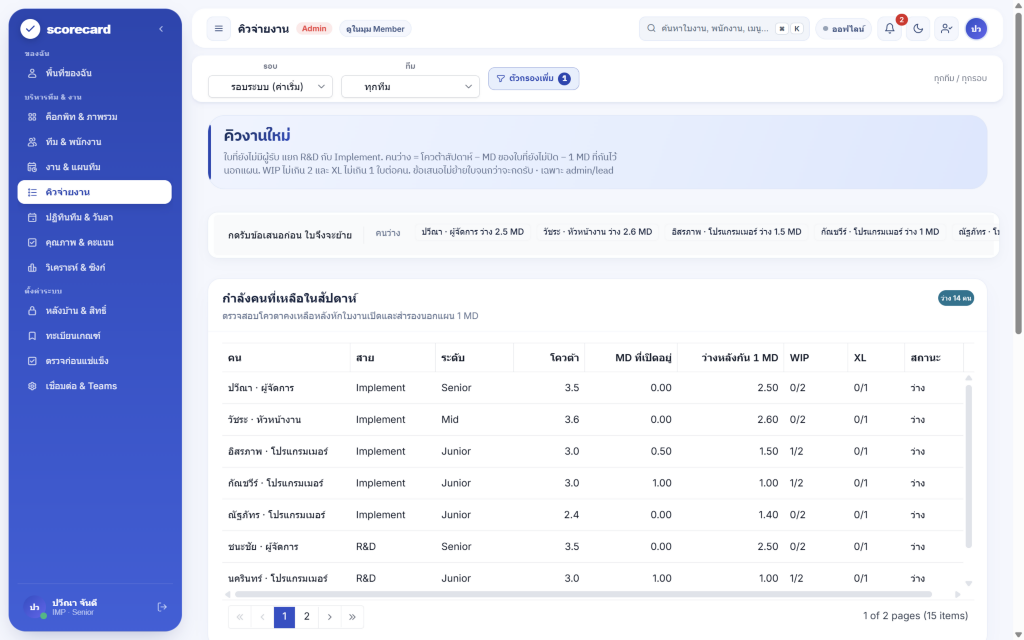 scorecard
ของฉัน
พื้นที่ของฉัน
บริหารทีม & งาน
ค็อกพิท & ภาพรวม
ทีม & พนักงาน
งาน & แผนทีม
คิวจ่ายงาน
ปฏิทินทีม & วันลา
คุณภาพ & คะแนน
วิเคราะห์ & ซิงก์
ตั้งค่าระบบ
หลังบ้าน & สิทธิ์
ทะเบียนเกณฑ์
ตรวจก่อนแช่แข็ง
เชื่อมต่อ & Teams
ปา
ปวีณา จันดี
IMP · Senior
คิวจ่ายงาน
Admin
ดูในมุม Member
ค้นหาใบงาน, พนักงาน, เมนู...
⌘ K
ออฟไลน์
2
ปา
รอบ
รอบระบบ (ค่าเริ่ม)
ทีม
ทุกทีม
ตัวกรองเพิ่ม 1
ทุกทีม / ทุกรอบ
คิวงานใหม่
ใบที่ยังไม่มีผู้รับ แยก R&D กับ Implement. คนว่าง = โควต้าสัปดาห์ − MD ของใบที่ยังไม่ปิด − 1 MD ที่กันไว้
นอกแผน. WIP ไม่เกิน 2 และ XL ไม่เกิน 1 ใบต่อคน. ข้อเสนอไม่ย้ายใบจนกว่าจะกดรับ · เฉพาะ admin/lead
กดรับข้อเสนอก่อน ใบจึงจะย้าย
คนว่าง
ปวีณา · ผู้จัดการ ว่าง 2.5 MD
วัชระ · หัวหน้างาน ว่าง 2.6 MD
อิสรภาพ · โปรแกรมเมอร์ ว่าง 1.5 MD
กัณชรีร์ · โปรแกรมเมอร์ ว่าง 1 MD
ณัฐภัทร ·
กำลังคนที่เหลือในสัปดาห์
ตรวจสอบโควตาคงเหลือหลังหักใบงานเปิดและสำรองนอกแผน 1 MD
ว่าง 14 คน
คน สาย ระดับ โควต้า MD ที่เปิดอยู่ ว่างหลังกัน 1 MD WIP XL สถานะ
ปวีณา · ผู้จัดการ Implement Senior 3.5 0.00 2.50 0/2 0/1 ว่าง
วัชระ · หัวหน้างาน Implement Mid 3.6 0.00 2.60 0/2 0/1 ว่าง
อิสรภาพ · โปรแกรมเมอร์ Implement Junior 3.0 0.50 1.50 1/2 0/1 ว่าง
กัณชรีร์ · โปรแกรมเมอร์ Implement Junior 3.0 1.00 1.00 1/2 0/1 ว่าง
ณัฐภัทร · โปรแกรมเมอร์ Implement Junior 2.4 0.00 1.40 0/2 0/1 ว่าง
ชนะชัย · ผู้จัดการ R&D Senior 3.5 0.00 2.50 0/2 0/1 ว่าง
นครินทร์ · โปรแกรมเมอร์ R&D Junior 3.0 1.00 1.00 1/2 0/1 ว่าง
« ‹ 1 2 › »
1 of 2 pages (15 items)